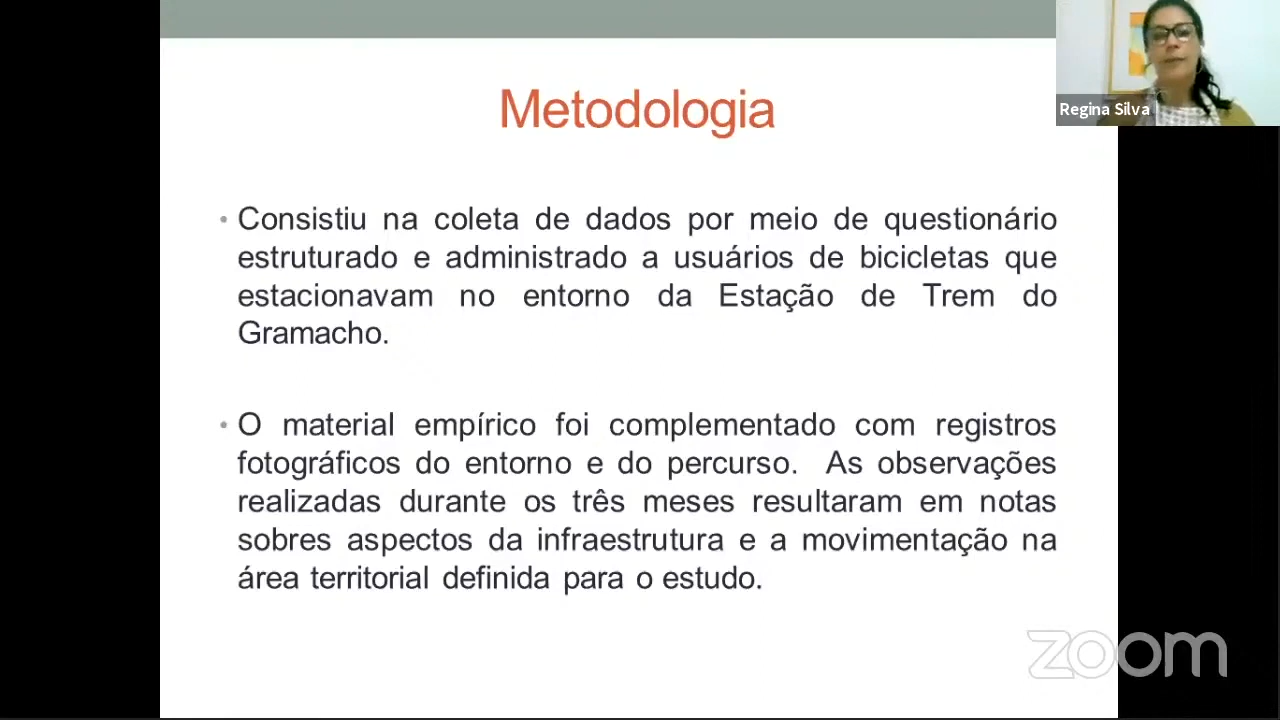 Metodologia
Regina Silva
• Consistiu na coleta de dados por meio de questionário
estruturado e administrado a usuários de bicicletas que
estacionavam no entorno da Estação de Trem do
Gramacho.
• O material empírico foi complementado com registros
fotográficos do entorno e do percurso. As observações
realizadas durante os três meses resultaram em notas
sobres aspectos da infraestrutura e a movimentação na
área territorial definida para o estudo.
zoom